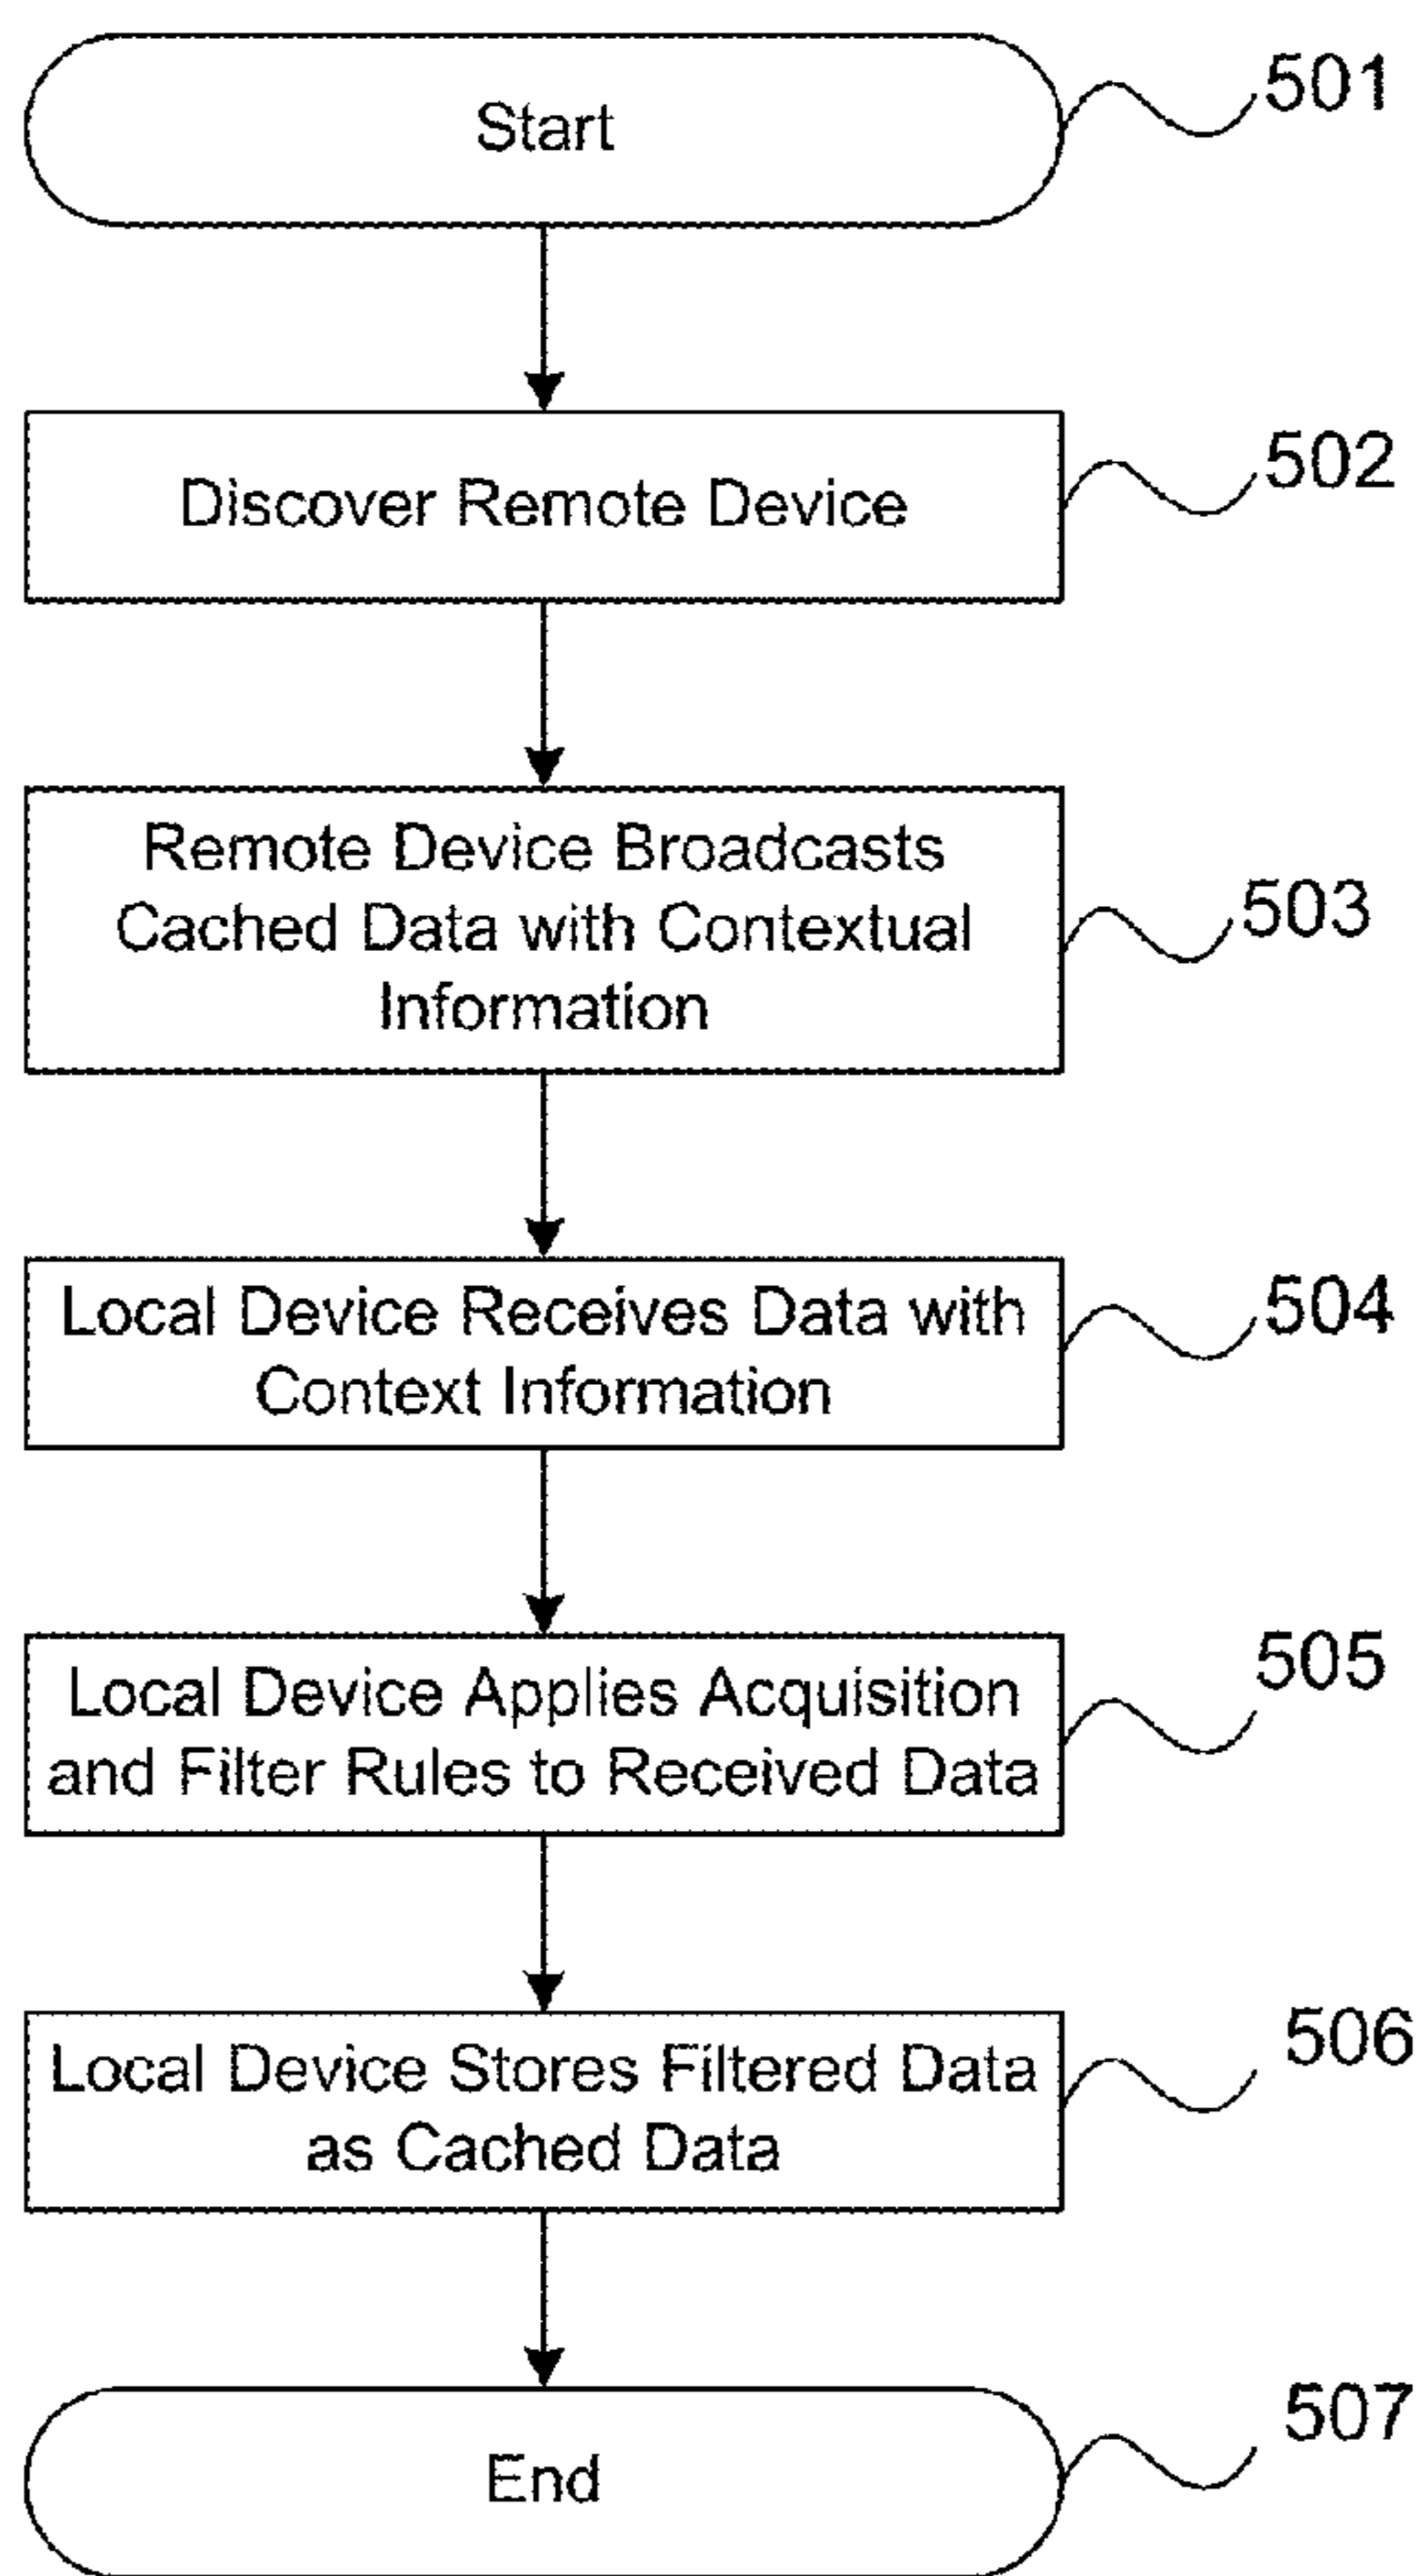 Start
501
Discover Remote Device
502
Remote Device Broadcasts
Cached Data with Contextual
Information
503
Local Device Receives Data with
Context Information
504
Local Device Applies Acquisition
and Filter Rules to Received Data
505
Local Device Stores Filtered Data
as Cached Data
506
End
507